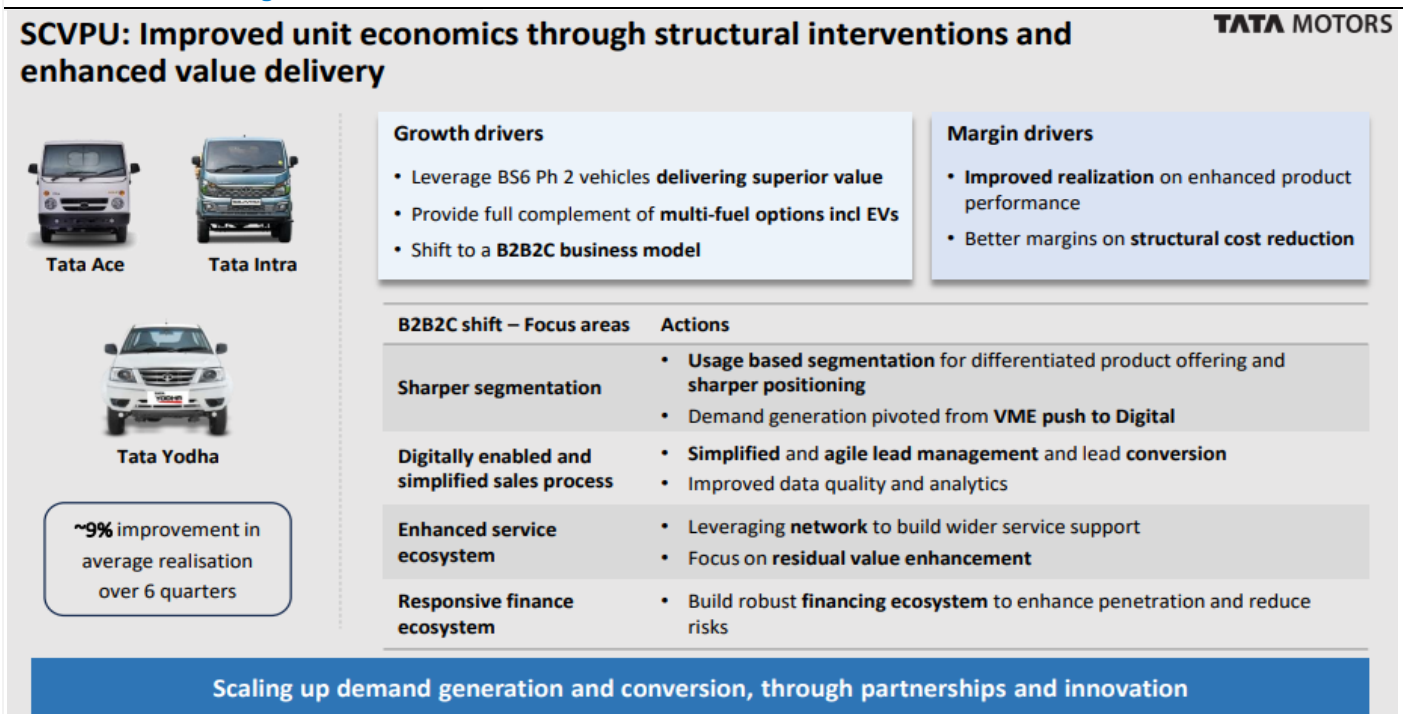 SCVPU: Improved unit economics through structural interventions and
enhanced value delivery
TATA MOTORS
Tata Ace
Tata Intra
YODHA
Tata Yodha
~9% improvement in
average realisation
over 6 quarters
Growth drivers
• Leverage BS6 Ph 2 vehicles delivering superior value
• Provide full complement of multi-fuel options incl EVs
• Shift to a B2B2C business model
Margin drivers
• Improved realization on enhanced product
performance
• Better margins on structural cost reduction
B2B2C shift – Focus areas Actions
Sharper segmentation
• Usage based segmentation for differentiated product offering and
sharper positioning
• Demand generation pivoted from VME push to Digital
Digitally enabled and
simplified sales process
• Simplified and agile lead management and lead conversion
• Improved data quality and analytics
Enhanced service
ecosystem
• Leveraging network to build wider service support
• Focus on residual value enhancement
Responsive finance
ecosystem
• Build robust financing ecosystem to enhance penetration and reduce
risks
Scaling up demand generation and conversion, through partnerships and innovation